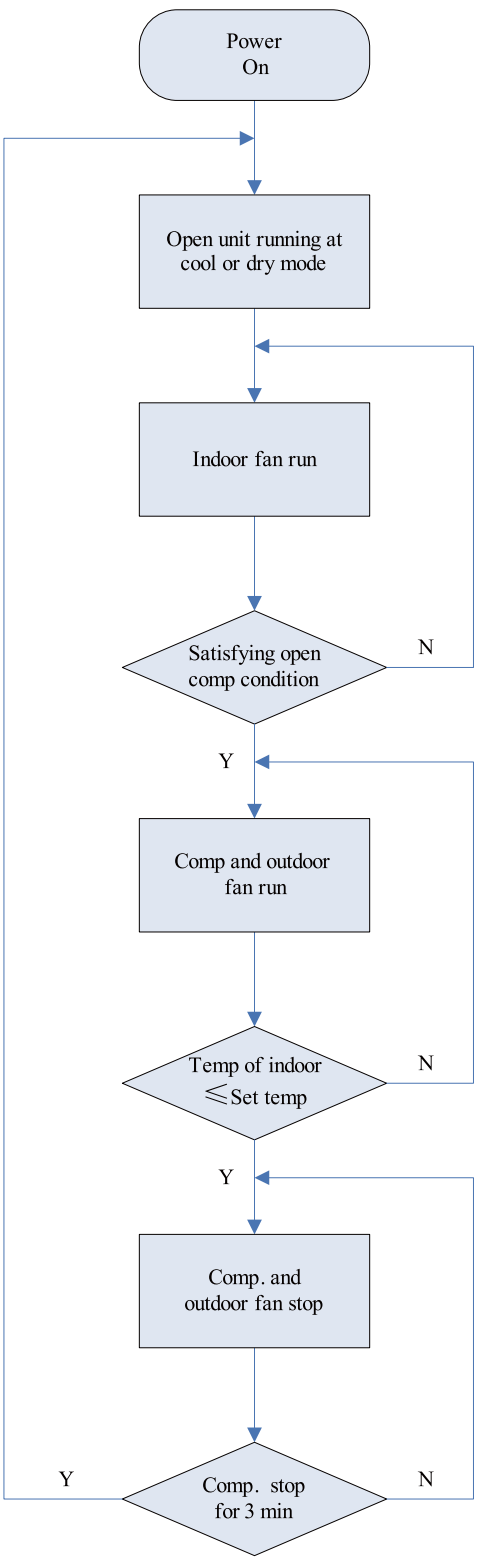 Power
On
Open unit running at
cool or dry mode
Indoor fan run
Satisfying open
comp condition
N
Y
Comp and outdoor
fan run
Temp of indoor
≤Set temp
N
Y
Comp. and
outdoor fan stop
Comp. stop
for 3 min
Y
N